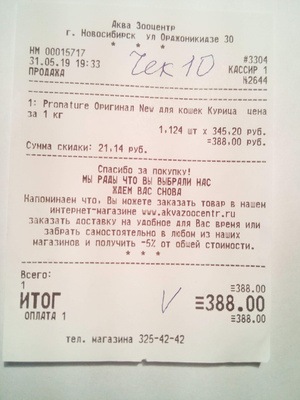 Аква Зооцентр
г. Новосибирск ул Орджоникидзе 30
* * *
НМ 00015717 #3304
31.05.19 19:33 КАССИР 1
ПРОДАЖА №2644
Чек 10
1: Pronature Оригинал New для кошек Курица цена
за 1 кг
1,124 шт x 345.20 руб.
=388.00 руб.
Сумма скидки: 21,14 руб.
Спасибо за покупку!
МЫ РАДЫ ЧТО ВЫ ВЫБРАЛИ НАС
ЖДЕМ ВАС СНОВА
Напоминаем что, Вы можете заказать товар в нашем
интернет-магазине www.akvazoocentr.ru
заказать доставку на удобное для Вас время или
забрать самостоятельно в любом из наших
магазинов и получить -5% от общей стоимости.
* * *
Всего: ≡388.00
1
ИТОГ ≡388.00
ОПЛАТА 1 ≡388.00
тел. магазина 325-42-42